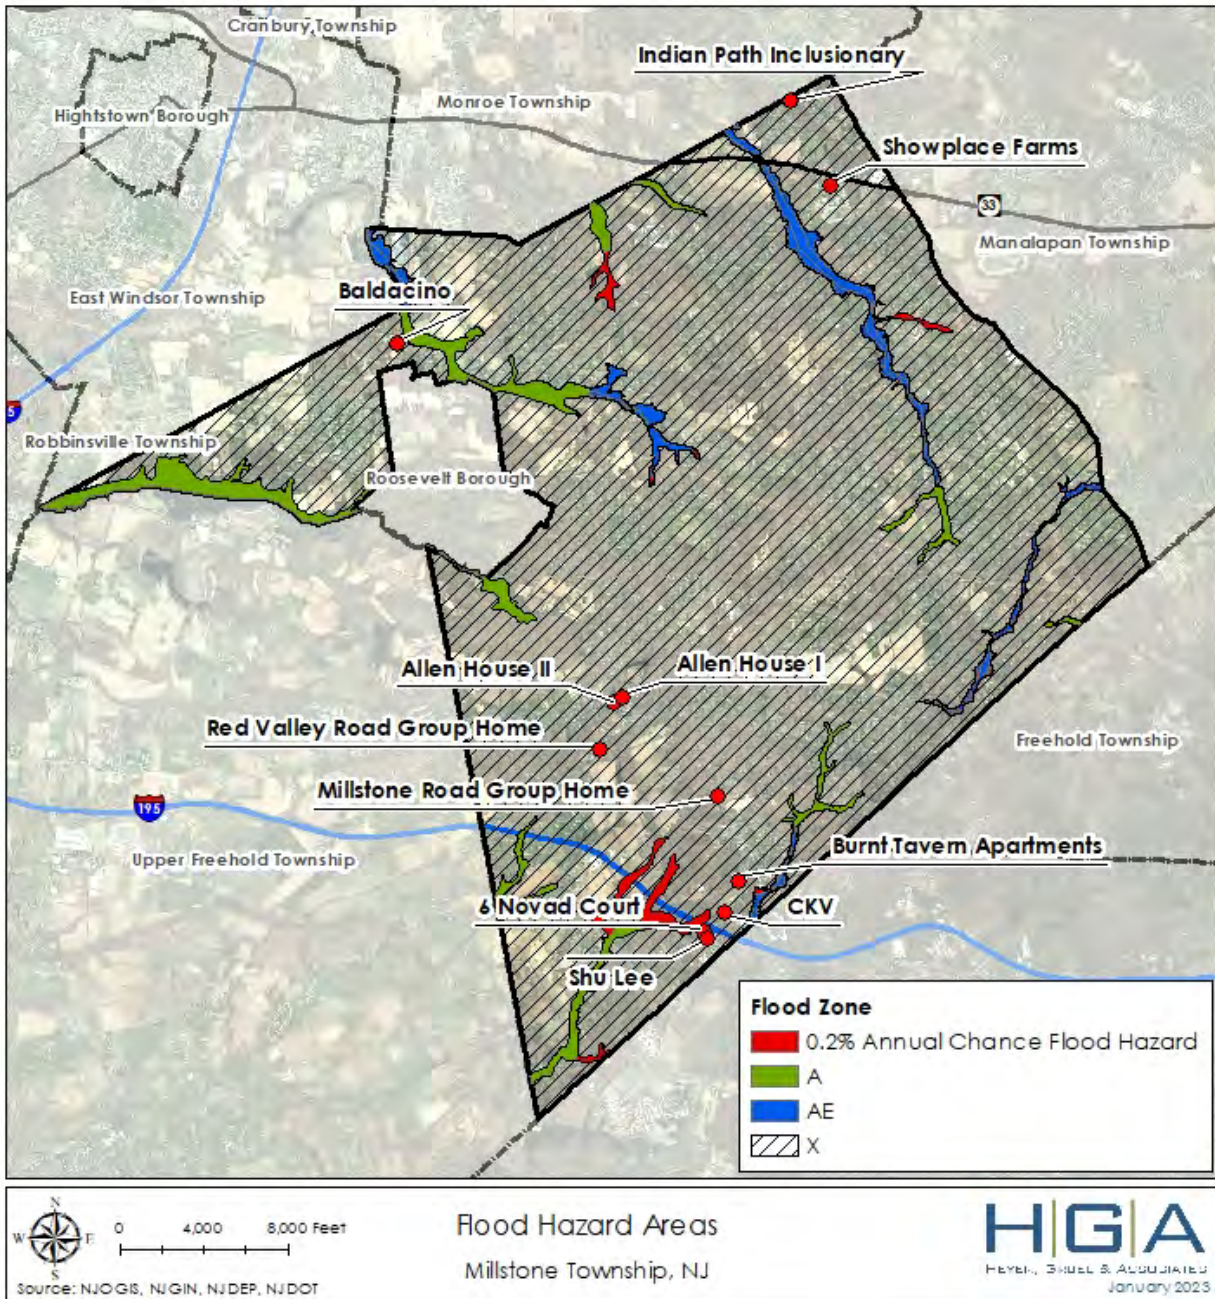 Cranbury Township
Indian Path Inclusionary
Monroe Township
Hightstown Borough
Showplace Farms
33
Manalapan Township
East Windsor Township
Baldacino
5
Robbinsville Township
Roosevelt Borough
Allen House II
Allen House I
Red Valley Road Group Home
Freehold Township
Millstone Road Group Home
195
Upper Freehold Township
Burnt Tavern Apartments
6 Novad Court
CKV
Shu Lee
Flood Zone
0.2% Annual Chance Flood Hazard
A
AE
X
N
W E
S
0 4,000 8,000 Feet
Source: NJOGIS, NJGIN, NJDEP, NJDOT
Flood Hazard Areas
Millstone Township, NJ
H|G|A
HEYER, GRUEL & ASSOCIATES
January 2023